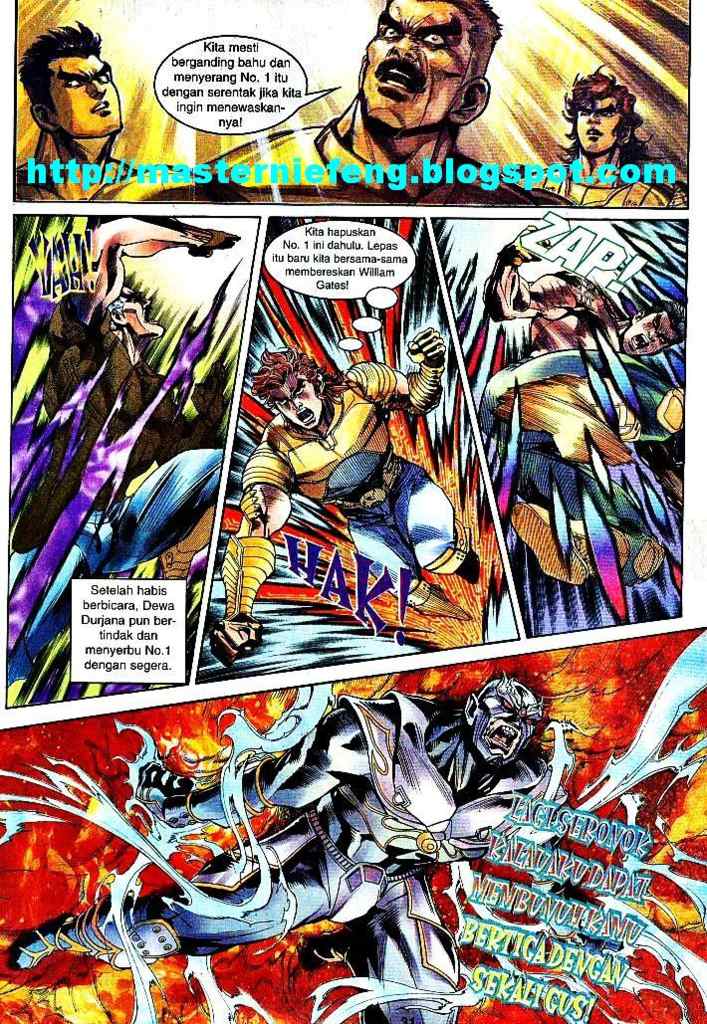 Kita mesti
berganding bahu dan
menyerang No. 1 itu
dengan serentak jika kita
ingin menewaskan-
nya!
http://masterniefeng.blogspot.com
YAH!
Kita hapuskan
No. 1 ini dahulu. Lepas
itu baru kita bersama-sama
membereskan William
Gates!
ZAP!
HAK!
Setelah habis
berbicara, Dewa
Durjana pun ber-
tindak dan
menyerbu No.1
dengan segera.
LAGI SERONOK
KALAU AKU DAPAT
MEMBUNUH KAMU
BERTIGA DENGAN
SEKALI GUS!
31